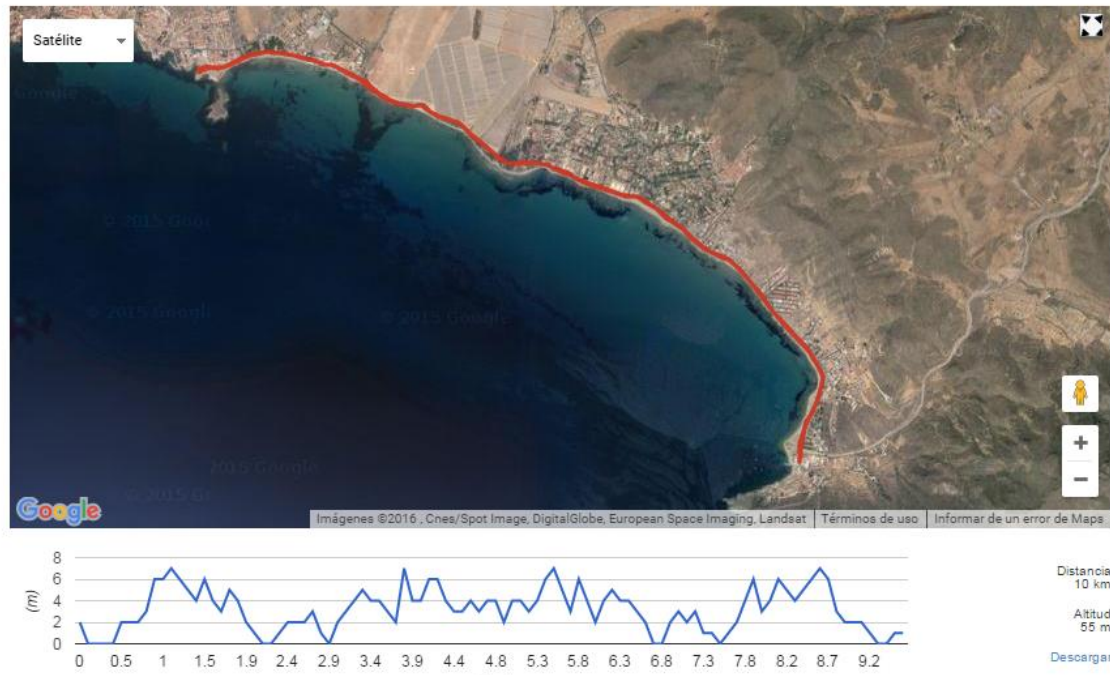 Satélite
Google
© 2015 Google
© 2015 Google
© 2015 Google
2015 Google
© 2015
Google
Imágenes ©2016 , Cnes/Spot Image, DigitalGlobe, European Space Imaging, Landsat
Términos de uso
Informar de un error de Maps
8
6
4
2
0
(m)
0 0.5 1 1.5 1.9 2.4 2.9 3.4 3.9 4.4 4.8 5.3 5.8 6.3 6.8 7.3 7.8 8.2 8.7 9.2
Distancia
10 km
Altitud
55 m
Descargar